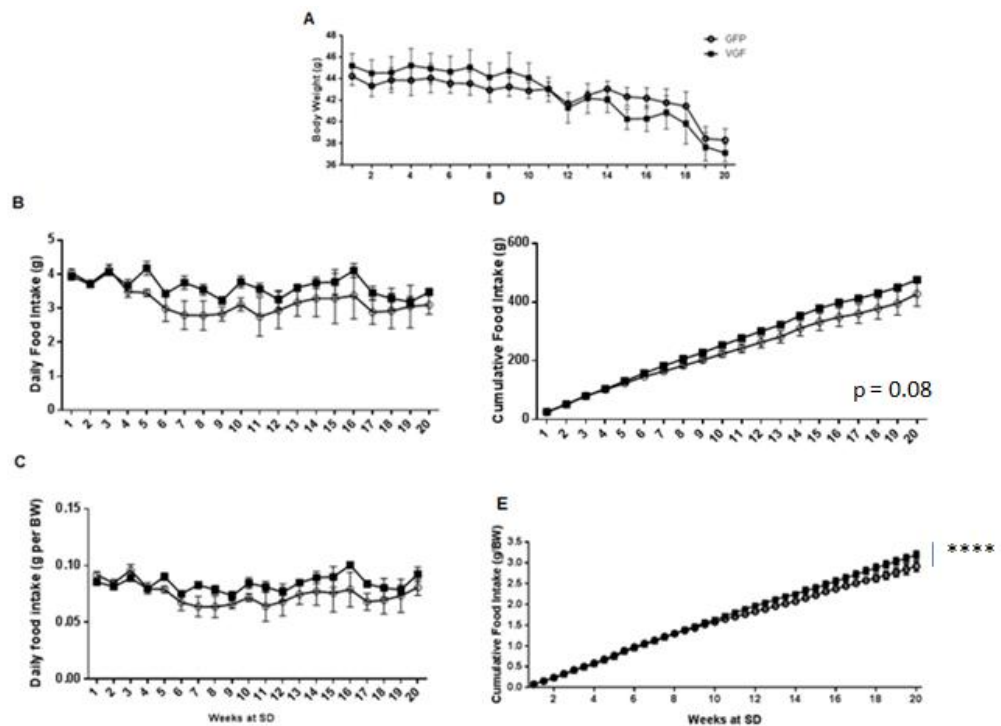 A
GFP
VGF
Body Weight (g)
48
46
44
42
40
38
36
2 4 6 8 10 12 14 16 18 20
B
Daily Food Intake (g)
5
4
3
2
1
0
1 2 3 4 5 6 7 8 9 10 11 12 13 14 15 16 17 18 19 20
D
Cumulative Food Intake (g)
600
400
200
0
p = 0.08
1 2 3 4 5 6 7 8 9 10 11 12 13 14 15 16 17 18 19 20
C
Daily food intake (g per BW)
0.15
0.10
0.05
0.00
1 2 3 4 5 6 7 8 9 10 11 12 13 14 15 16 17 18 19 20
Weeks at SD
E
Cumulative Food Intake (g/BW)
3.5
3.0
2.5
2.0
1.5
1.0
0.5
0.0
****
2 4 6 8 10 12 14 16 18 20
Weeks at SD